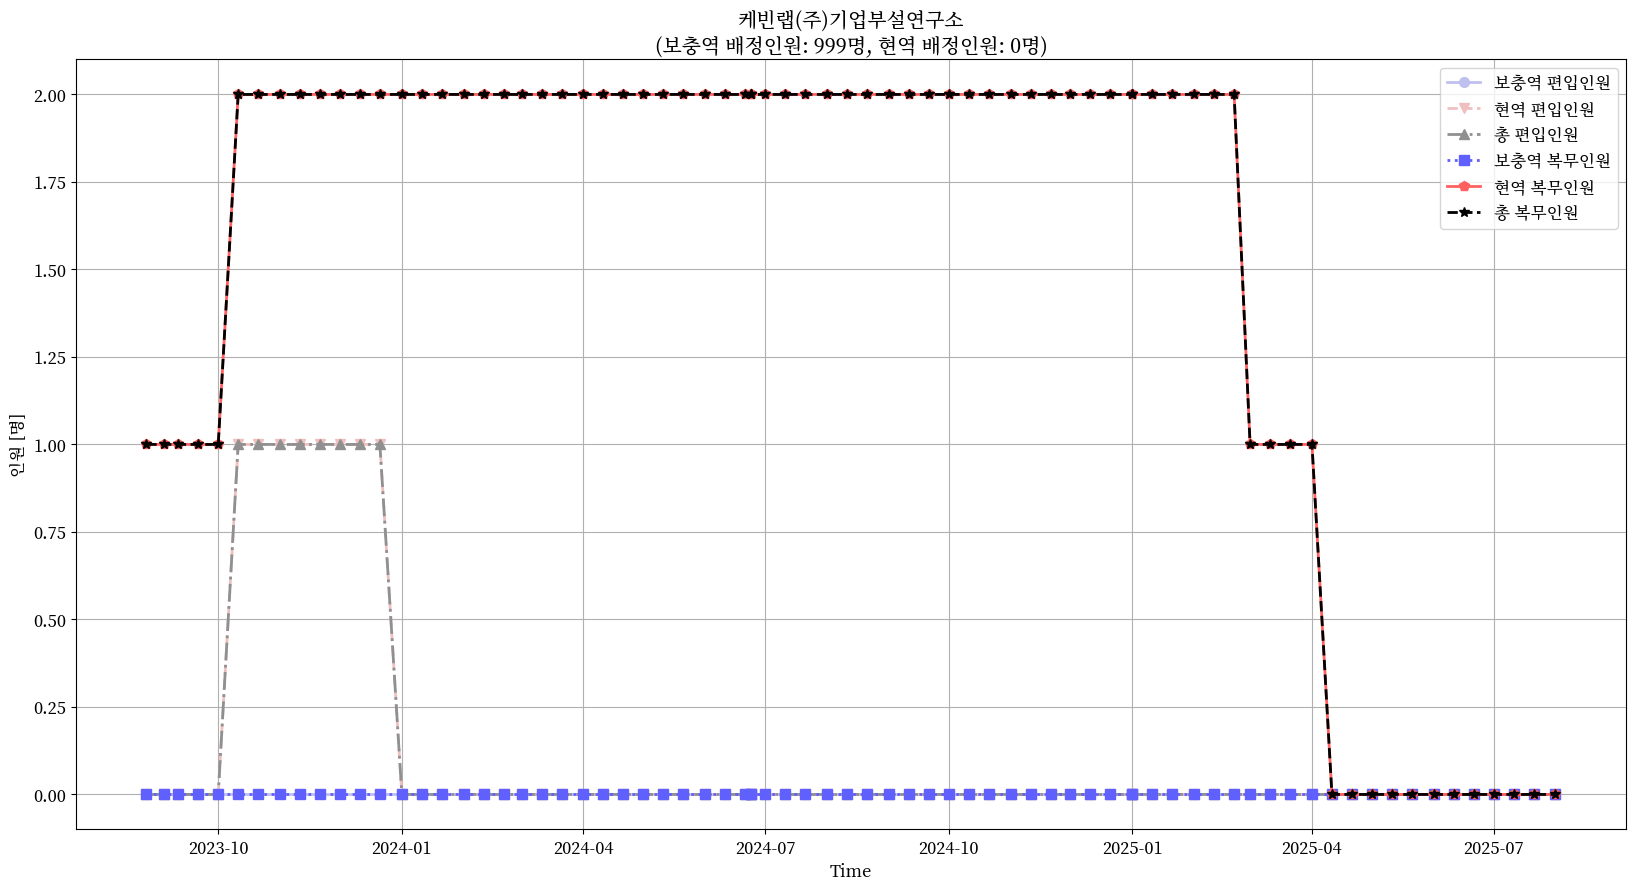 케빈랩(주)기업부설연구소
(보충역 배정인원: 999명, 현역 배정인원: 0명)
보충역 편입인원
현역 편입인원
총 편입인원
보충역 복무인원
현역 복무인원
총 복무인원
2.00
1.75
1.50
1.25
1.00
0.75
0.50
0.25
0.00
인원 [명]
2023-10
2024-01
2024-04
2024-07
2024-10
2025-01
2025-04
2025-07
Time